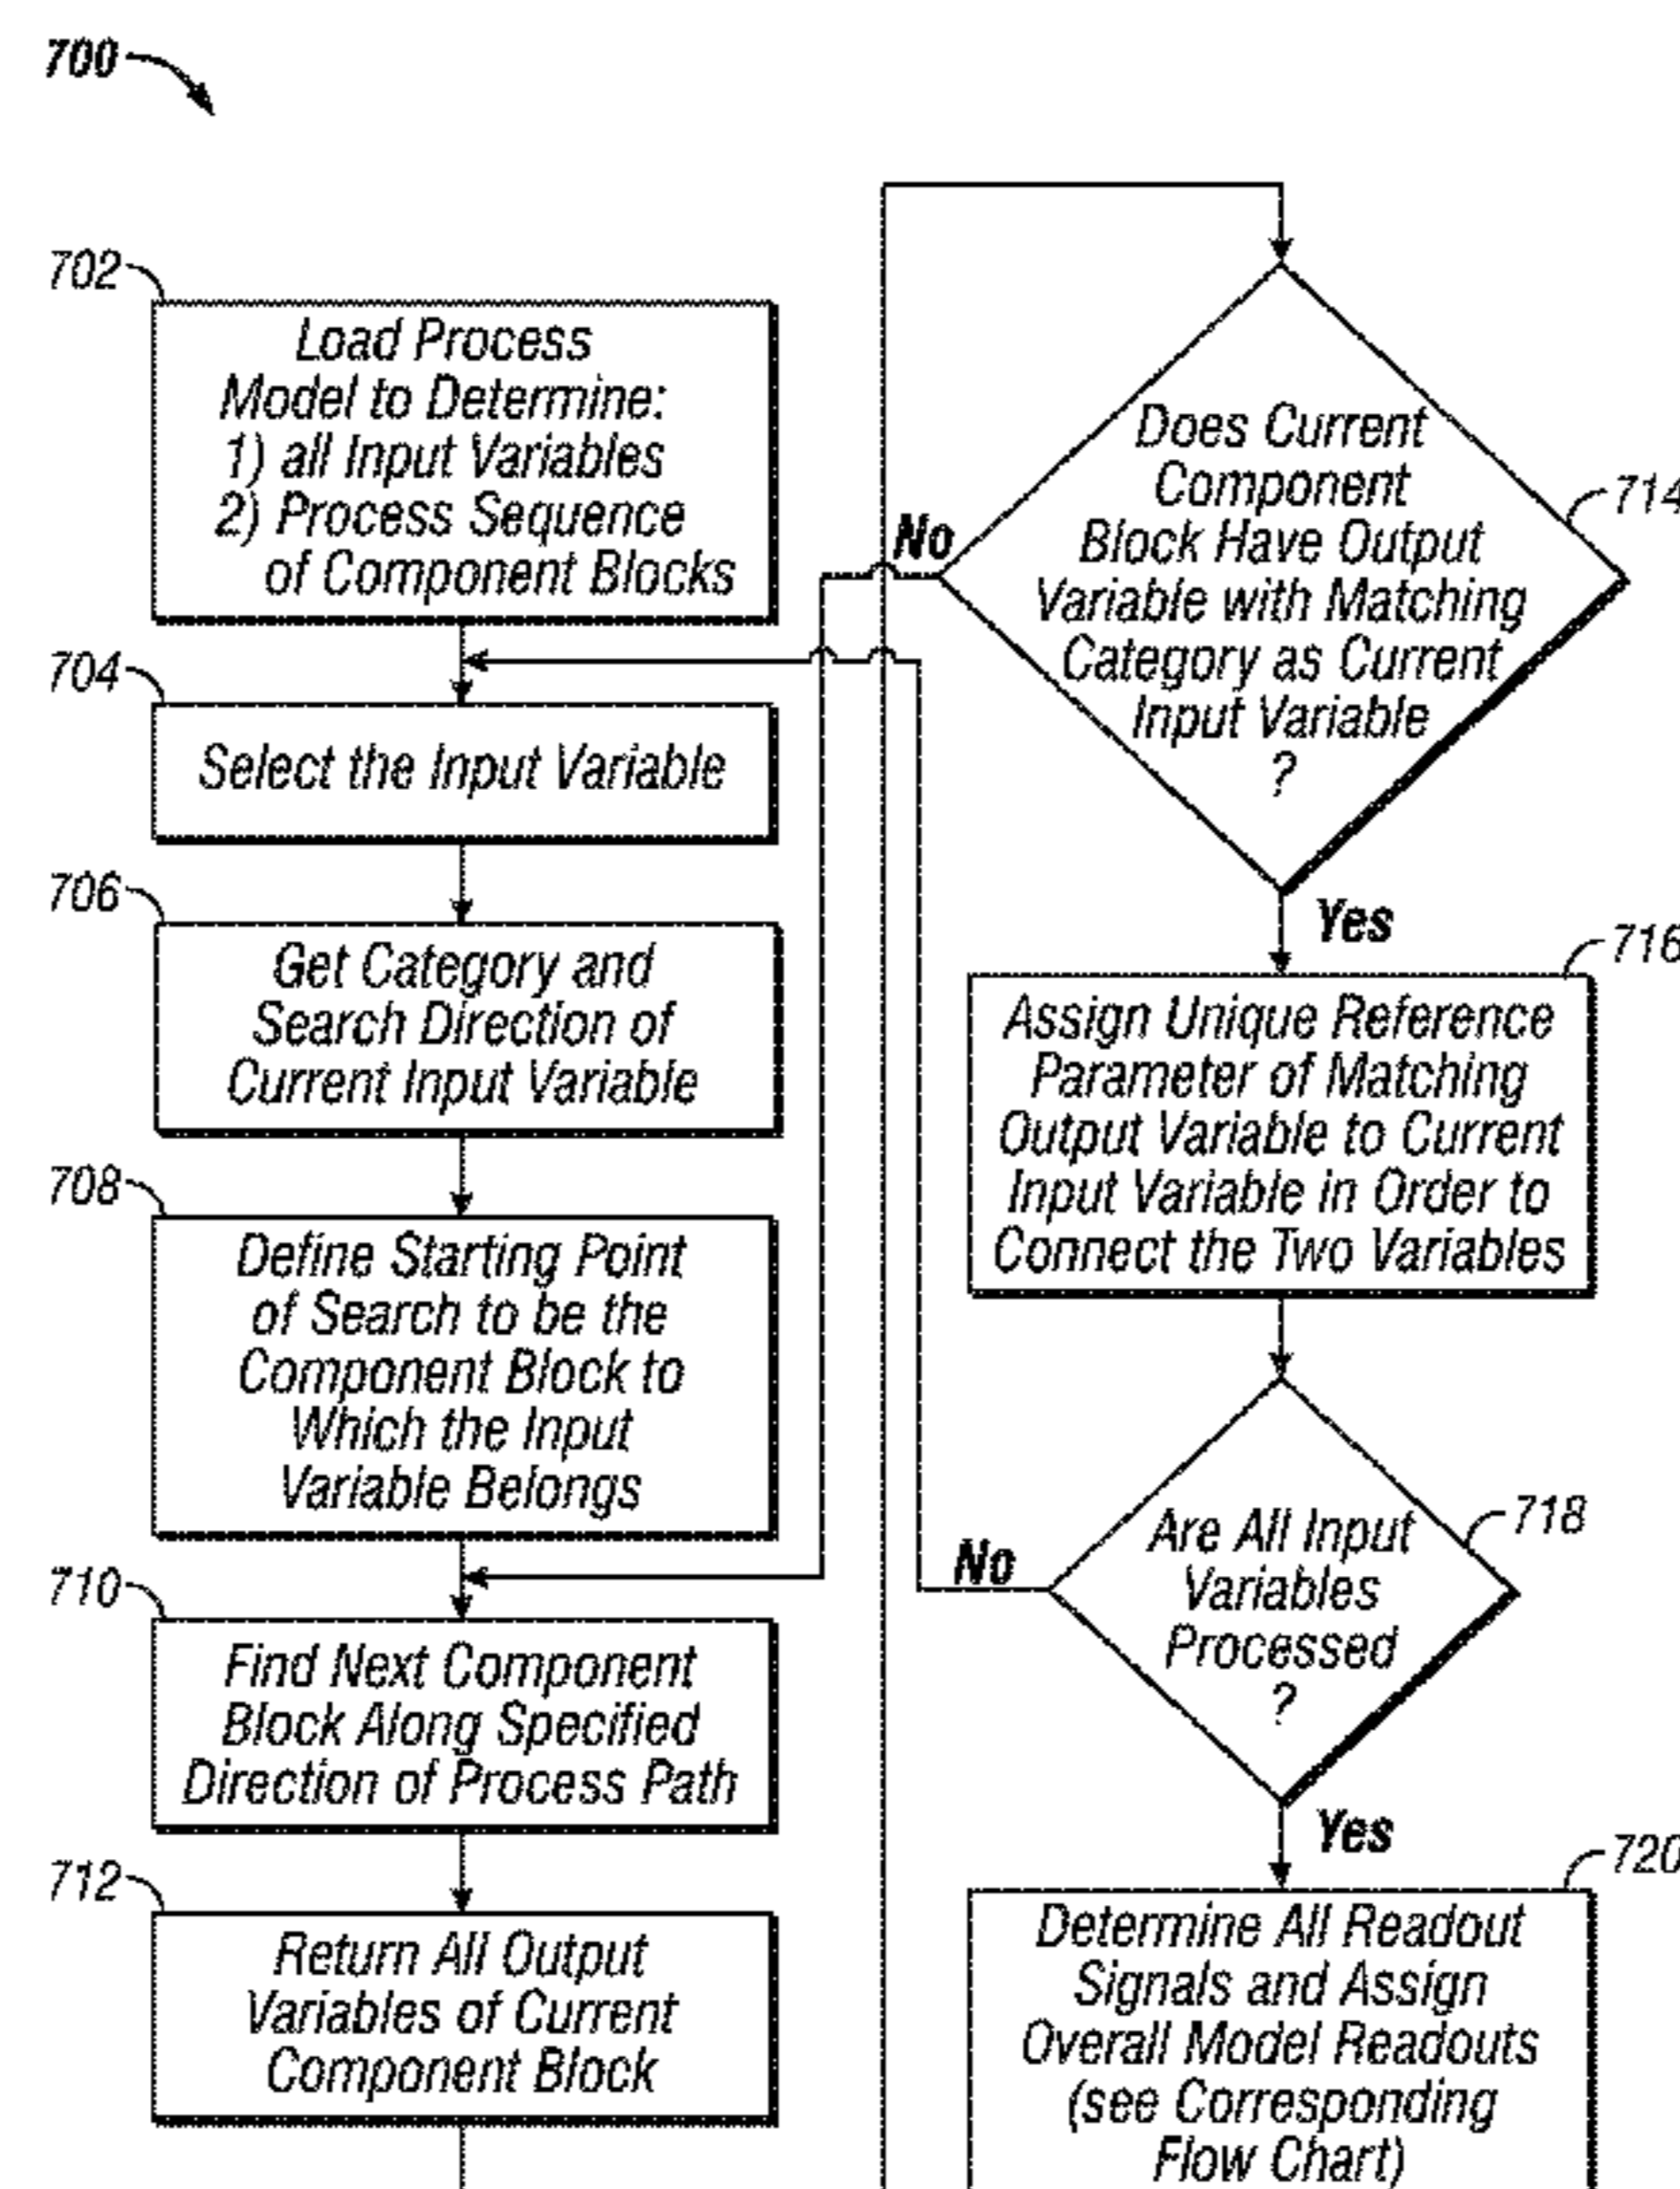 700
702
Load Process
Model to Determine:
1) all Input Variables
2) Process Sequence
of Component Blocks
704
Select the Input Variable
706
Get Category and
Search Direction of
Current Input Variable
708
Define Starting Point
of Search to be the
Component Block to
Which the Input
Variable Belongs
710
Find Next Component
Block Along Specified
Direction of Process Path
712
Return All Output
Variables of Current
Component Block
714
Does Current
Component
Block Have Output
Variable with Matching
Category as Current
Input Variable
?
No
Yes
716
Assign Unique Reference
Parameter of Matching
Output Variable to Current
Input Variable in Order to
Connect the Two Variables
718
Are All Input
Variables
Processed
?
No
Yes
720
Determine All Readout
Signals and Assign
Overall Model Readouts
(see Corresponding
Flow Chart)